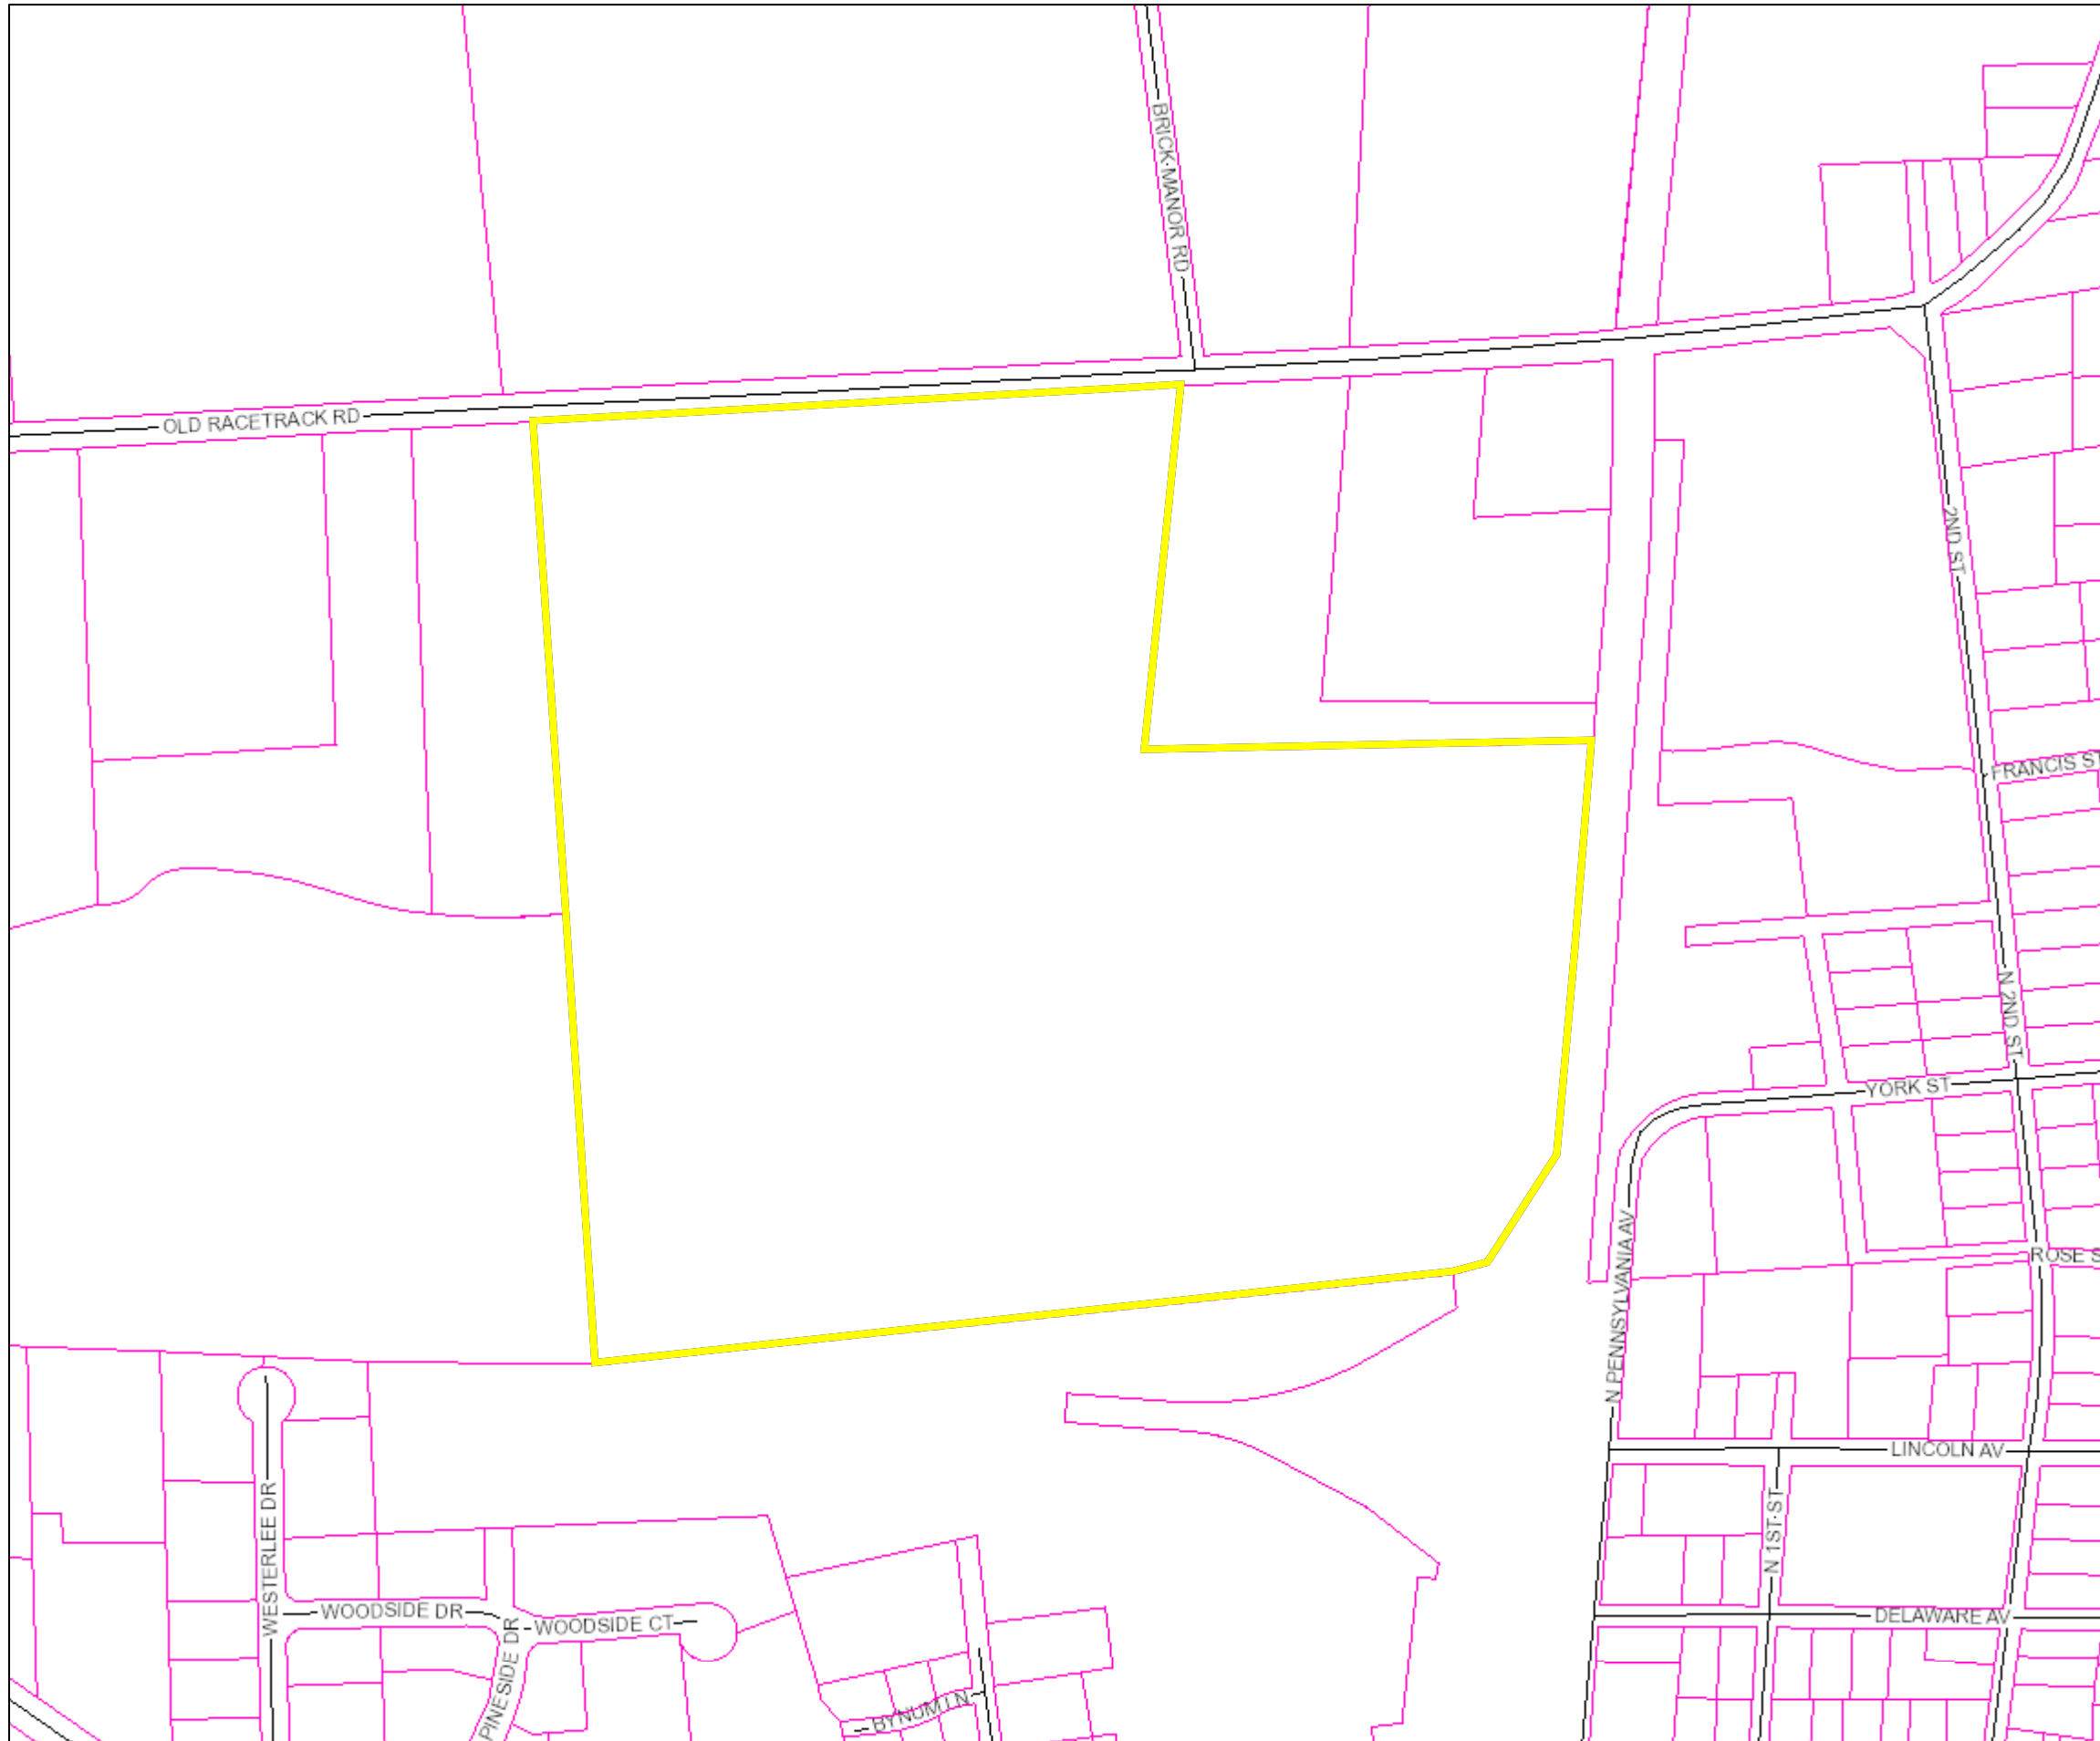 BRICK MANOR RD
OLD RACETRACK RD
2ND ST
FRANCIS ST
N 2ND ST
YORK ST
ROSE S
N PENNSYLVANIA AV
LINCOLN AV
WESTERLEE DR
N 1ST ST
WOODSIDE DR
WOODSIDE CT
DELAWARE AV
PINESIDE DR
BYNUM LN